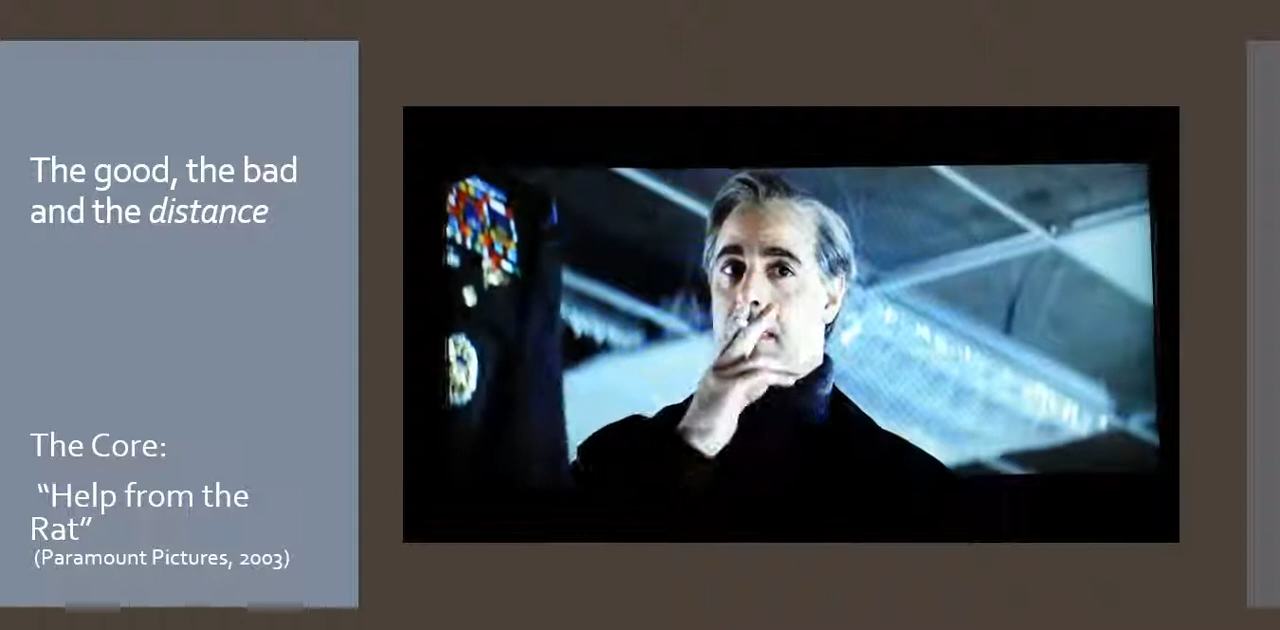 The good, the bad
and the distance
The Core:
“Help from the
Rat”
(Paramount Pictures, 2003)